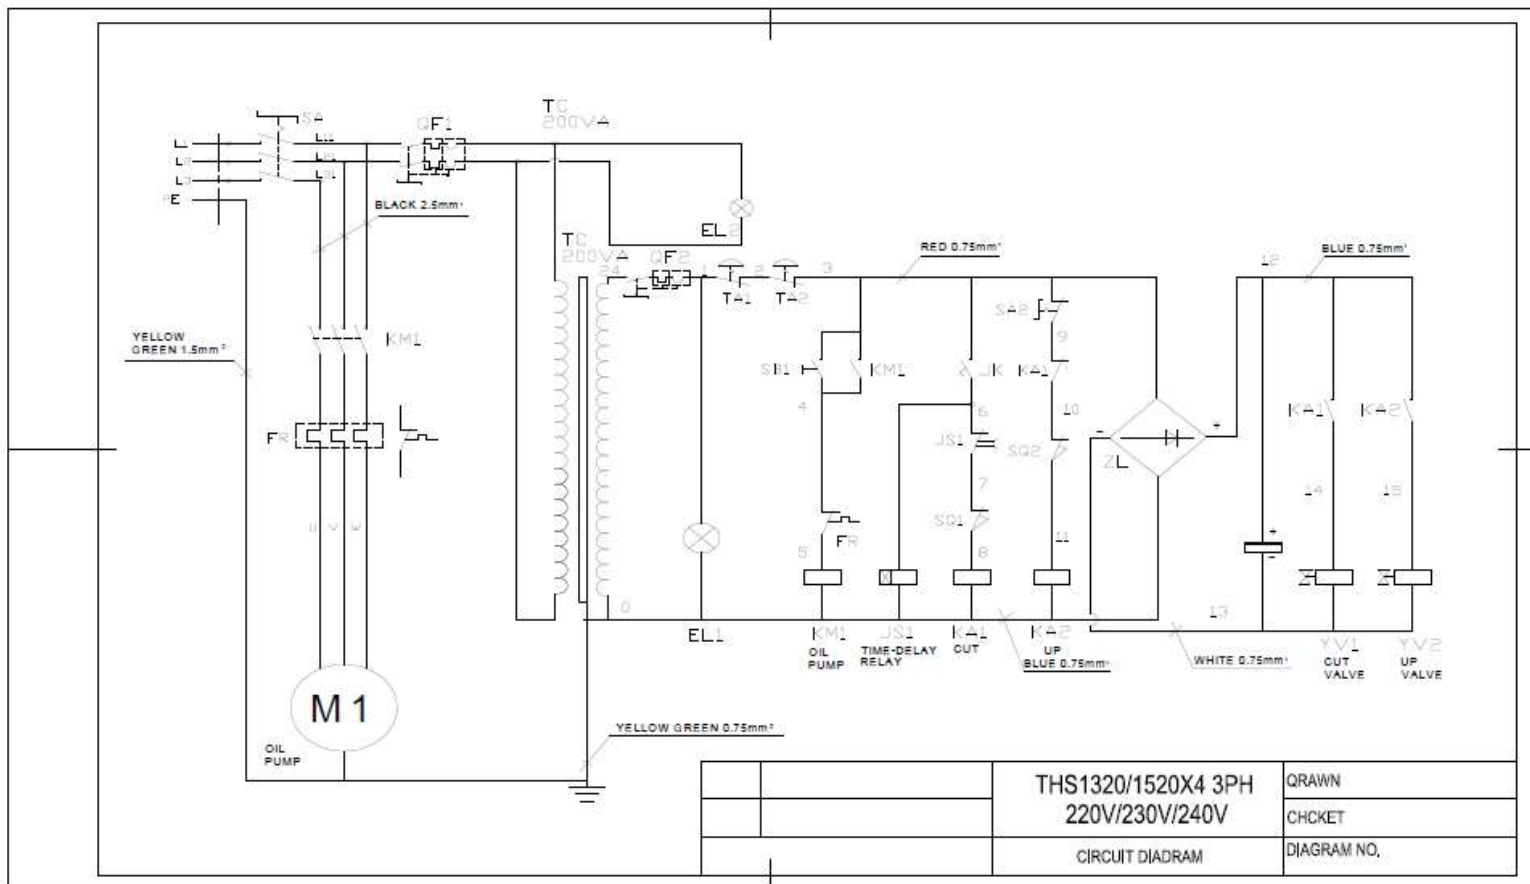 TC
200VA
SA
QF1
L1
L2
L3
PE
L11
L21
L31
BLACK 2.5mm²
EL2
TC
200VA
QF2
24
1
2
3
TA1
TA2
RED 0.75mm²
12
BLUE 0.75mm²
YELLOW
GREEN 1.5mm²
KM1
SA2
9
SB1
KM1
JK
KA1
KA1
KA2
4
6
10
FR
JS1
SQ2
-
+
ZL
7
14
15
U
V
W
SQ1
5
FR
8
11
+
-
0
13
EL1
KM1
JS1
KA1
KA2
YV1
YV2
OIL
PUMP
TIME-DELAY
RELAY
CUT
UP
BLUE 0.75mm²
WHITE 0.75mm²
CUT
VALVE
UP
VALVE
M 1
OIL
PUMP
YELLOW GREEN 0.75mm²
THS1320/1520X4 3PH
220V/230V/240V
QRAWN
CHCKET
CIRCUIT DIADRAM
DIAGRAM NO,